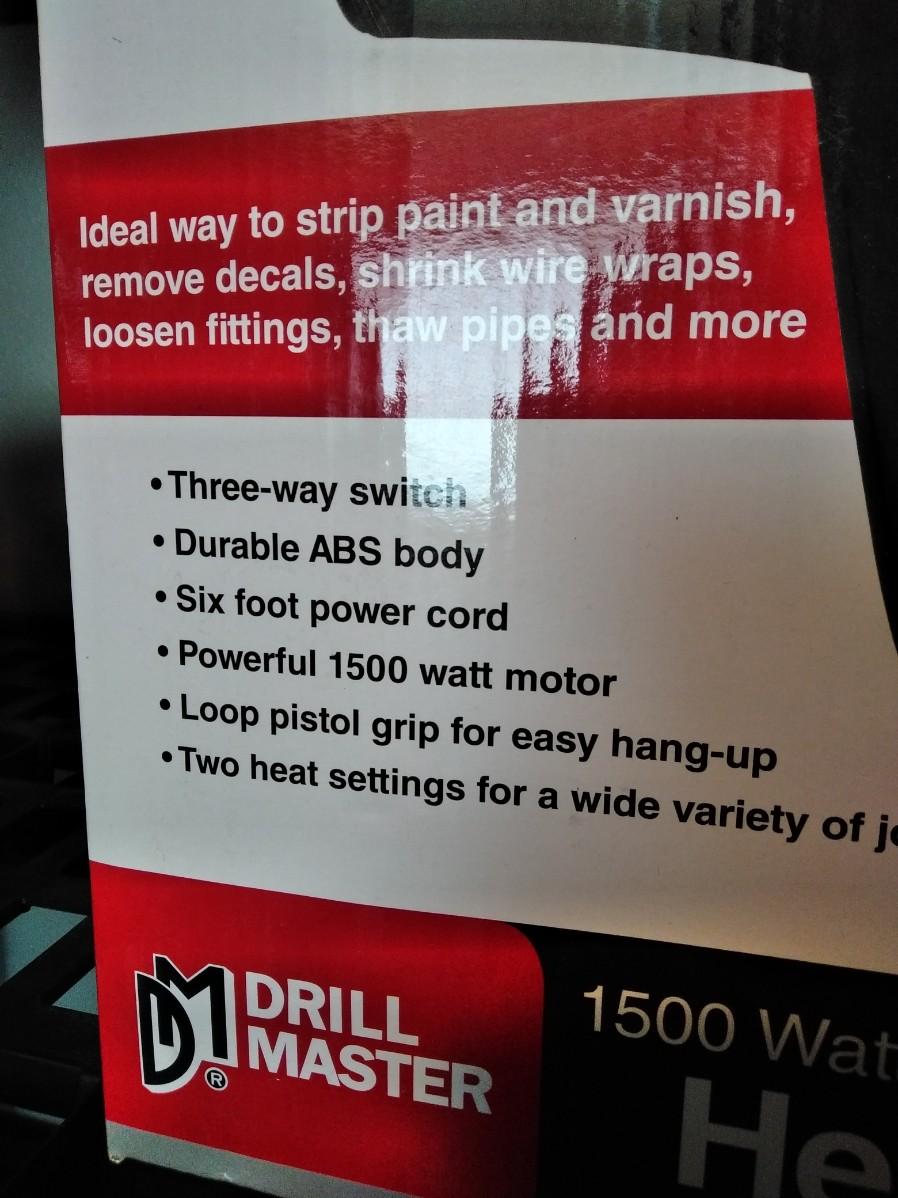 Ideal way to strip paint and varnish,
remove decals, shrink wire wraps,
loosen fittings, thaw pipes and more
•Three-way switch
• Durable ABS body
• Six foot power cord
• Powerful 1500 watt motor
• Loop pistol grip for easy hang-up
•Two heat settings for a wide variety of
DM
®
DRILL
MASTER
1500